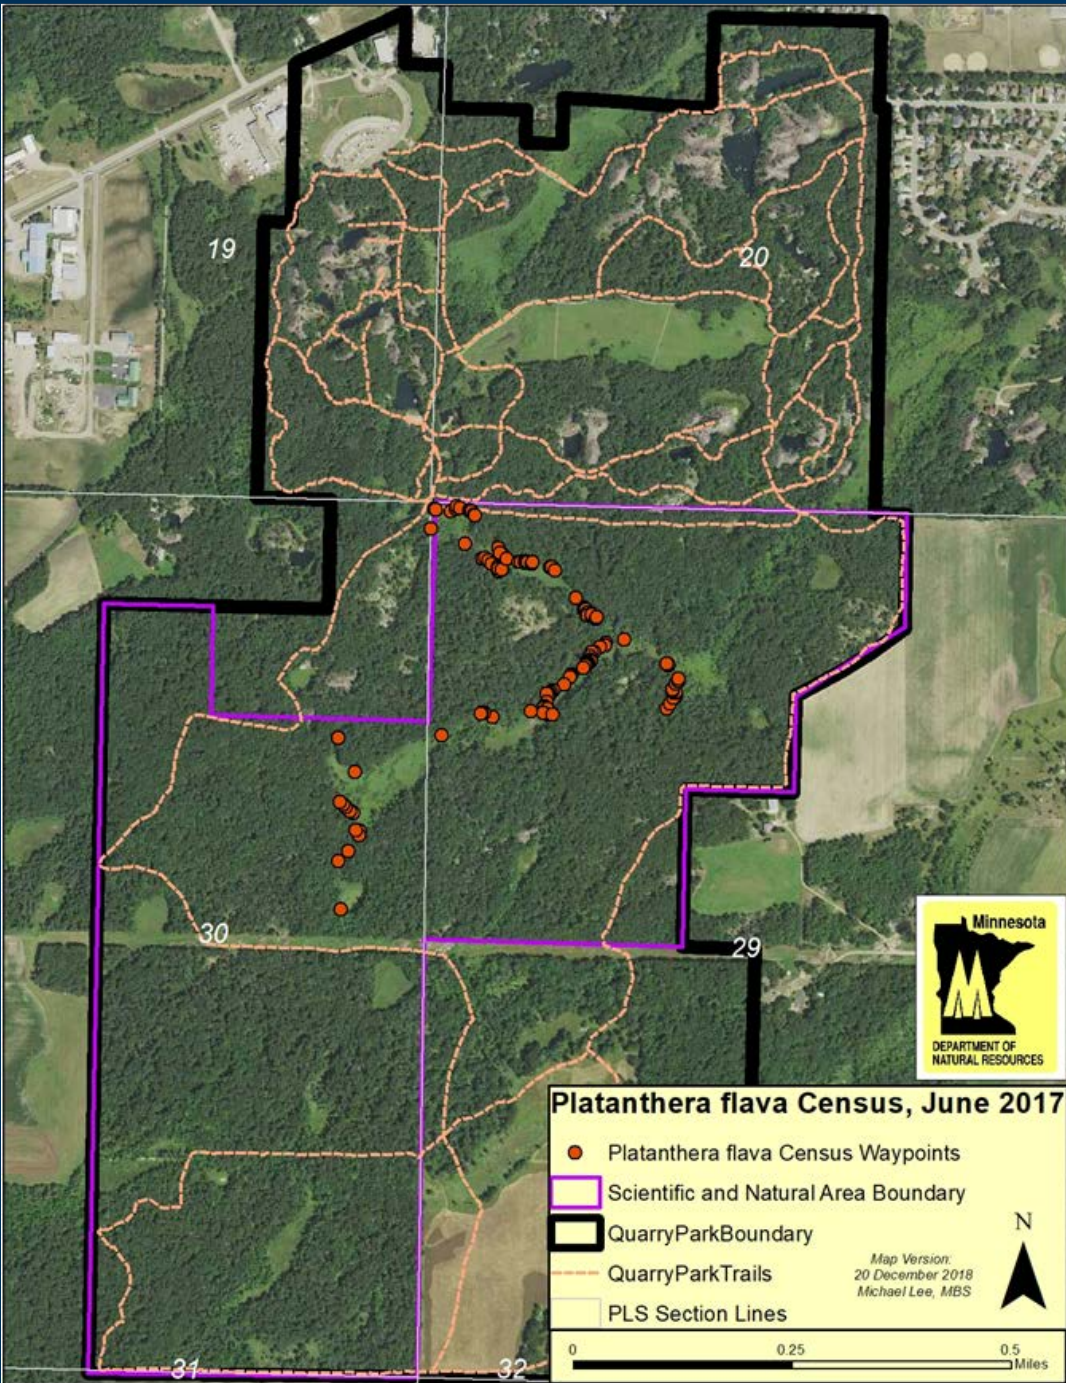 19
20
30
29
31
32
Minnesota
DEPARTMENT OF
NATURAL RESOURCES
Platanthera flava Census, June 2017
Platanthera flava Census Waypoints
Scientific and Natural Area Boundary
QuarryParkBoundary
QuarryParkTrails
PLS Section Lines
N
Map Version:
20 December 2018
Michael Lee, MBS
0 0.25 0.5
Miles